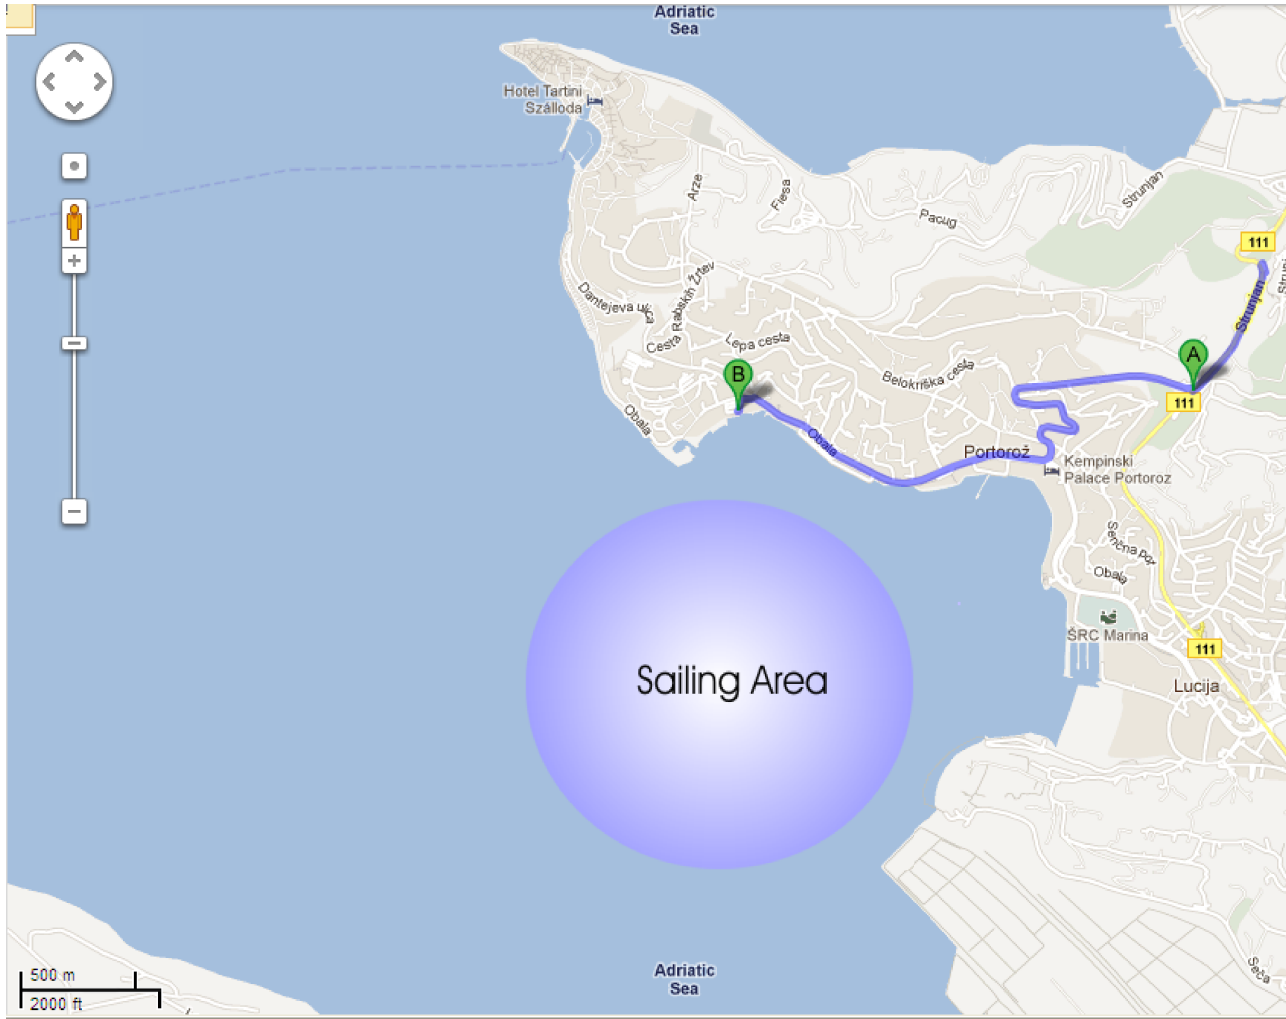 Adriatic
Sea
Hotel Tartini
Szálloda
Strunjan
Arze
Fiesa
Pacug
111
Strunjan
Dantejeva ulica
Cesta Rabskih Žrtev
Lepa cesta
Belokriška cesta
A
B
111
Obala
Obala
Portorož
Kempinski
Palace Portoroz
Senčna pot
Obala
ŠRC Marina
111
Sailing Area
Lucija
Seča
500 m
2000 ft
Adriatic
Sea